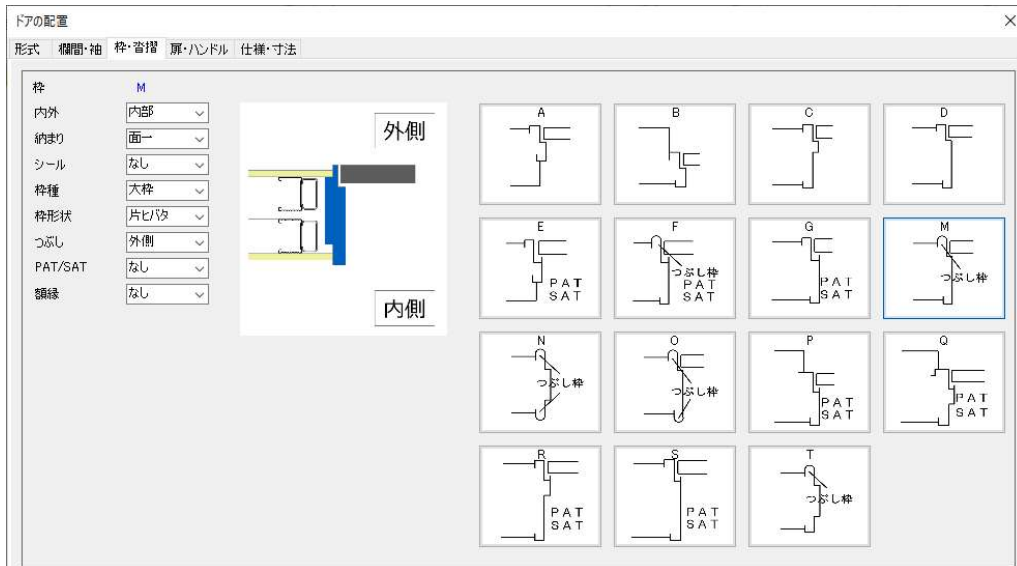 ドアの配置
形式 欄間・袖 枠・沓摺 扉・ハンドル 仕様・寸法
枠 M
内外 内部
納まり 面一
シール なし
枠種 大枠
枠形状 片ヒバタ
つぶし 外側
PAT/SAT なし
額縁 なし
外側
内側
A
B
C
D
E
PAT
SAT
F
つぶし枠
PAT
SAT
G
PAT
SAT
M
つぶし枠
N
つぶし枠
O
つぶし枠
P
PAT
SAT
Q
PAT
SAT
R
PAT
SAT
S
PAT
SAT
T
つぶし枠